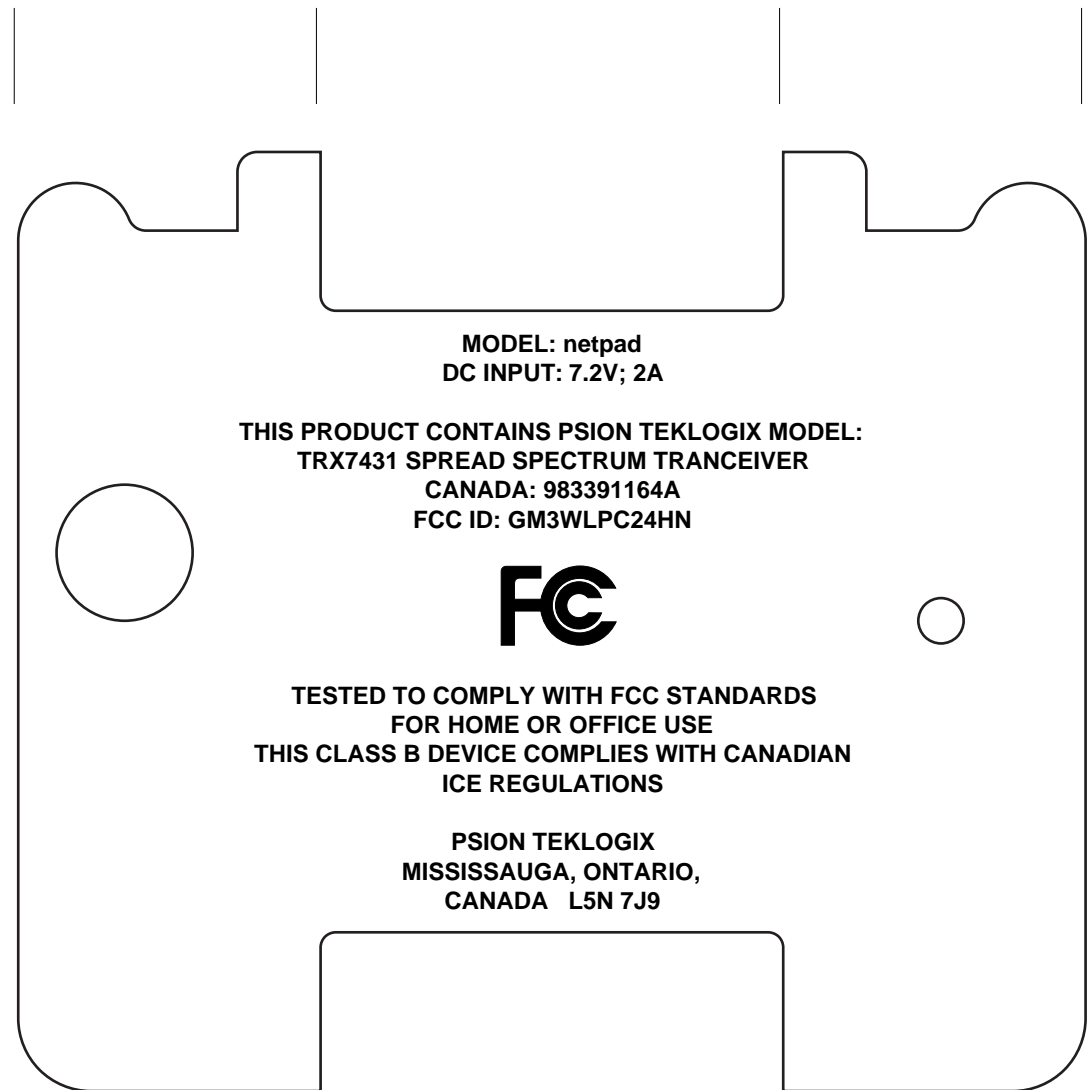 MODEL: netpad
DC INPUT: 7.2V; 2A
THIS PRODUCT CONTAINS PSION TEKLOGIX MODEL:
TRX7431 SPREAD SPECTRUM TRANCEIVER
CANADA: 983391164A
FCC ID: GM3WLPC24HN
FC
TESTED TO COMPLY WITH FCC STANDARDS
FOR HOME OR OFFICE USE
THIS CLASS B DEVICE COMPLIES WITH CANADIAN
ICE REGULATIONS
PSION TEKLOGIX
MISSISSAUGA, ONTARIO,
CANADA L5N 7J9